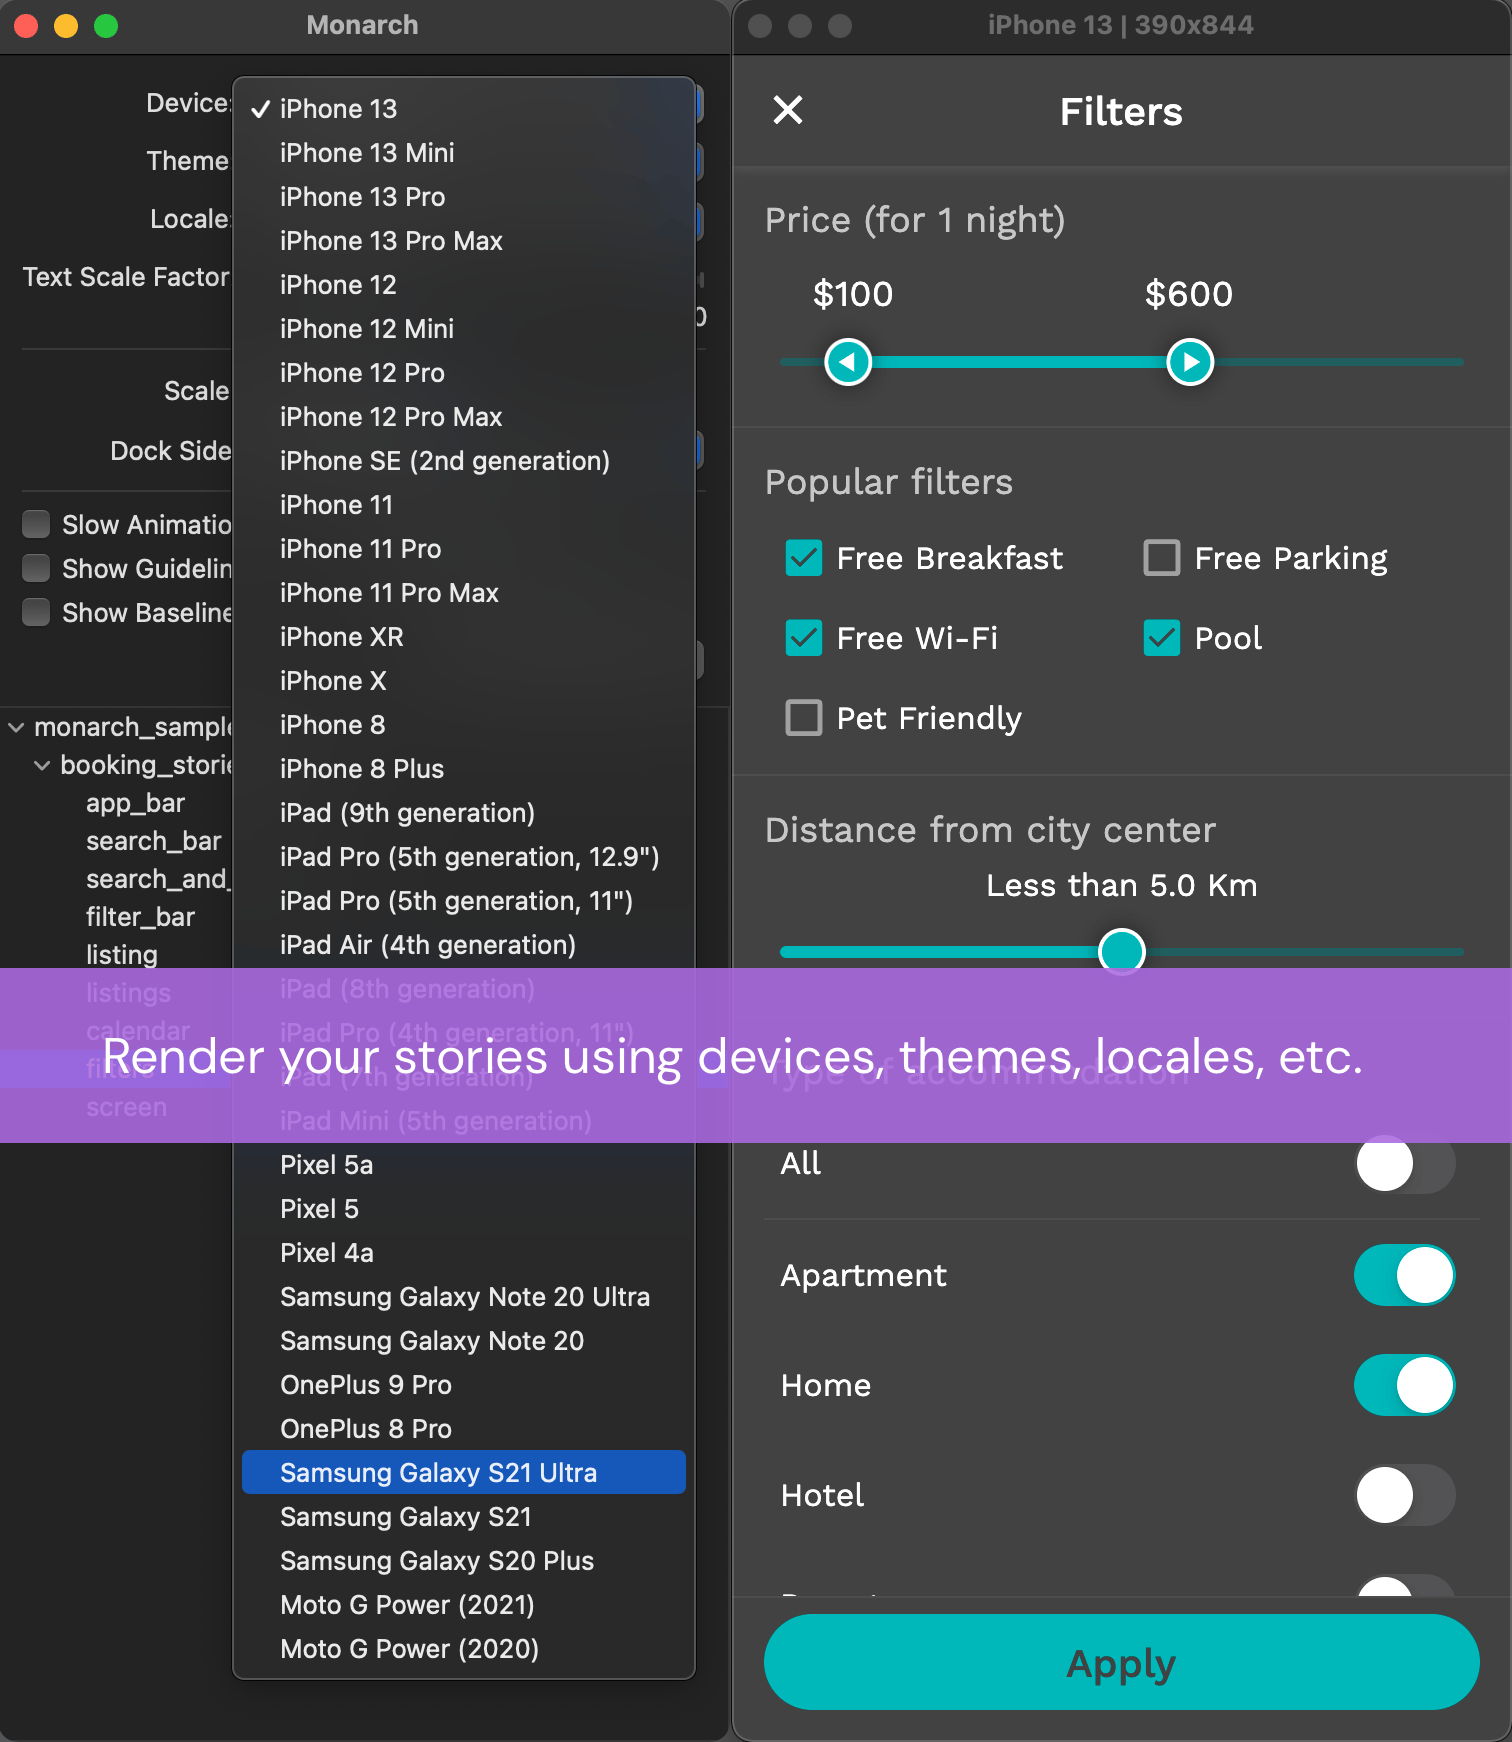 Monarch
Device:
Theme:
Locale:
Text Scale Factor
0
Scale
Dock Side
Slow Animatio
Show Guidelin
Show Baseline
monarch_sample
booking_storie
app_bar
search_bar
search_and_
filter_bar
listing
listings
calendar
filters
screen
iPhone 13
iPhone 13 Mini
iPhone 13 Pro
iPhone 13 Pro Max
iPhone 12
iPhone 12 Mini
iPhone 12 Pro
iPhone 12 Pro Max
iPhone SE (2nd generation)
iPhone 11
iPhone 11 Pro
iPhone 11 Pro Max
iPhone XR
iPhone X
iPhone 8
iPhone 8 Plus
iPad (9th generation)
iPad Pro (5th generation, 12.9")
iPad Pro (5th generation, 11")
iPad Air (4th generation)
iPad (8th generation)
iPad Pro (4th generation, 11")
iPad (7th generation)
iPad Mini (5th generation)
Pixel 5a
Pixel 5
Pixel 4a
Samsung Galaxy Note 20 Ultra
Samsung Galaxy Note 20
OnePlus 9 Pro
OnePlus 8 Pro
Samsung Galaxy S21 Ultra
Samsung Galaxy S21
Samsung Galaxy S20 Plus
Moto G Power (2021)
Moto G Power (2020)
Render your stories using devices, themes, locales, etc.
iPhone 13 | 390x844
Filters
Price (for 1 night)
$100 $600
Popular filters
Free Breakfast Free Parking
Free Wi-Fi Pool
Pet Friendly
Distance from city center
Less than 5.0 Km
Type of accommodation
All
Apartment
Home
Hotel
Apply